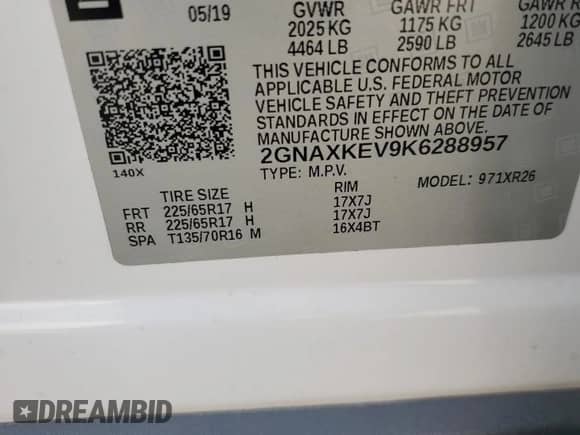 05/19
GVWR
2025 KG
4464 LB
GAWR FRT
1175 KG
2590 LB
GAWR R
1200 KG
2645 LB
THIS VEHICLE CONFORMS TO ALL
APPLICABLE U.S. FEDERAL MOTOR
VEHICLE SAFETY AND THEFT PREVENTION
STANDARDS IN EFFECT ON THE DATE OF
MANUFACTURE SHOWN ABOVE.
2GNAXKEV9K6288957
TYPE: M.P.V.
MODEL: 971XR26
140X
TIRE SIZE
RIM
FRT 225/65R17 H 17X7J
RR 225/65R17 H 17X7J
SPA T135/70R16 M 16X4BT
DREAMBID